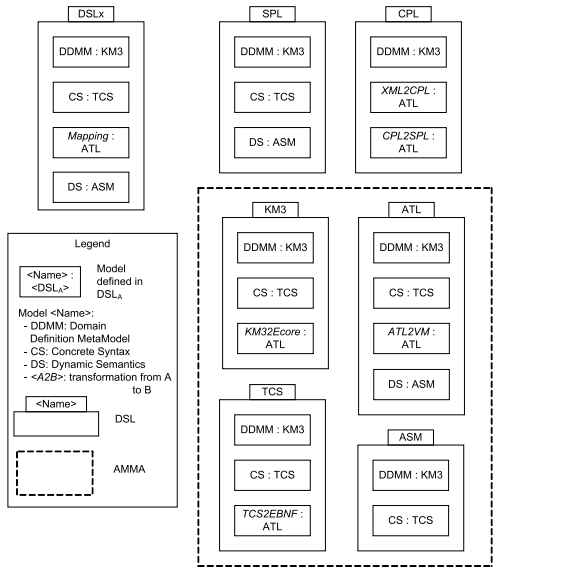 DSLx
DDMM : KM3
CS : TCS
Mapping :
ATL
DS : ASM
SPL
DDMM : KM3
CS : TCS
DS : ASM
CPL
DDMM : KM3
XML2CPL :
ATL
CPL2SPL :
ATL
KM3
DDMM : KM3
CS : TCS
KM32Ecore :
ATL
ATL
DDMM : KM3
CS : TCS
ATL2VM :
ATL
DS : ASM
TCS
DDMM : KM3
CS : TCS
TCS2EBNF :
ATL
ASM
DDMM : KM3
CS : TCS
Legend
<Name> :
<DSLA>
Model
defined in
DSLA
Model <Name>:
- DDMM: Domain
Definition MetaModel
- CS: Concrete Syntax
- DS: Dynamic Semantics
- <A2B>: transformation from A
to B
<Name>
DSL
AMMA